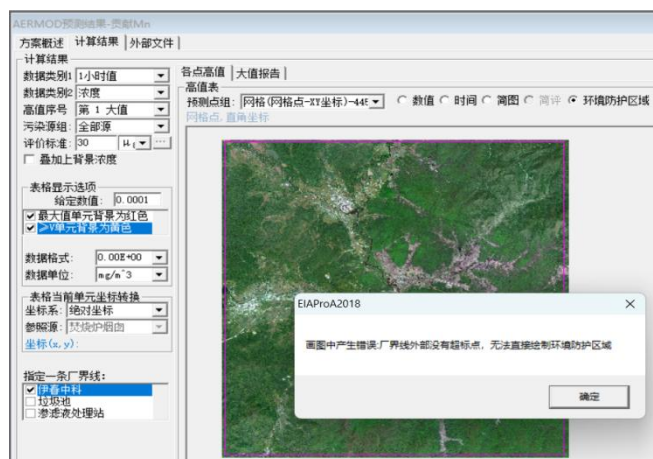 AERMOD预测结果-贡献Mn
方案概述 计算结果 外部文件
计算结果
数据类别1 1小时值
数据类别2 浓度
高值序号 第 1 大值
污染源组: 全部源
评价标准: 30
叠加上背景浓度
表格显示选项
给定数值: 0.0001
最大值单元背景为红色
≥V单元背景为黄色
数据格式: 0.00E+00
数据单位: mg/m^3
表格当前单元坐标转换
坐标系: 绝对坐标
参照源: 焚烧炉烟囱
坐标(x,y):
指定一条厂界线:
伊春中科
垃圾池
渗滤液处理站
各点高值 大值报告
高值表
预测点组: 网格(网格点-XY坐标)-44 数值 时间 简图 简评 环境防护区域
网格点, 直角坐标
EIAProA2018
画图中产生错误:厂界线外部没有超标点，无法直接绘制环境防护区域
确定